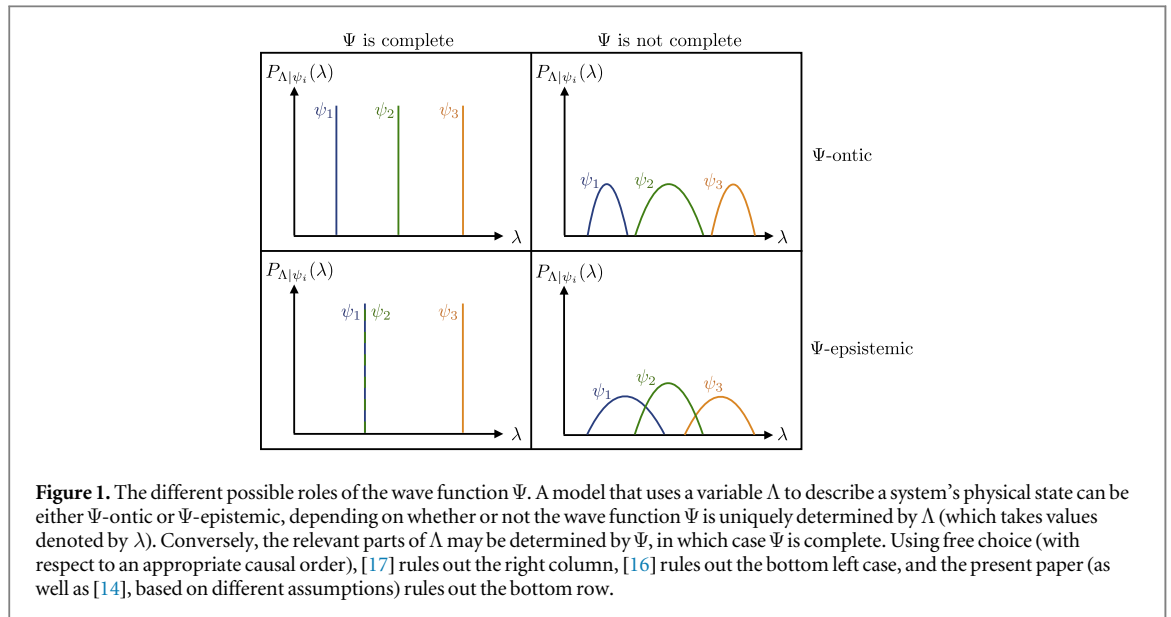 Ψ is complete
Ψ is not complete
P_{Λ|ψ_i}(λ)
ψ₁
ψ₂
ψ₃
λ
P_{Λ|ψ_i}(λ)
ψ₁
ψ₂
ψ₃
λ
Ψ-ontic
P_{Λ|ψ_i}(λ)
ψ₁
ψ₂
ψ₃
λ
P_{Λ|ψ_i}(λ)
ψ₁
ψ₂
ψ₃
λ
Ψ-epsistemic
Figure 1. The different possible roles of the wave function Ψ. A model that uses a variable Λ to describe a system's physical state can be
either Ψ-ontic or Ψ-epistemic, depending on whether or not the wave function Ψ is uniquely determined by Λ (which takes values
denoted by λ). Conversely, the relevant parts of Λ may be determined by Ψ, in which case Ψ is complete. Using free choice (with
respect to an appropriate causal order), [17] rules out the right column, [16] rules out the bottom left case, and the present paper (as
well as [14], based on different assumptions) rules out the bottom row.